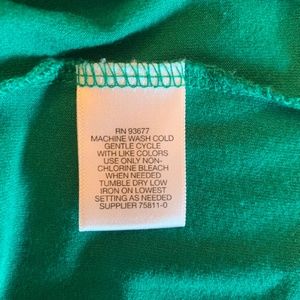 RN 93677
MACHINE WASH COLD
GENTLE CYCLE
WITH LIKE COLORS
USE ONLY NON-
CHLORINE BLEACH
WHEN NEEDED
TUMBLE DRY LOW
IRON ON LOWEST
SETTING AS NEEDED
SUPPLIER 75811-0